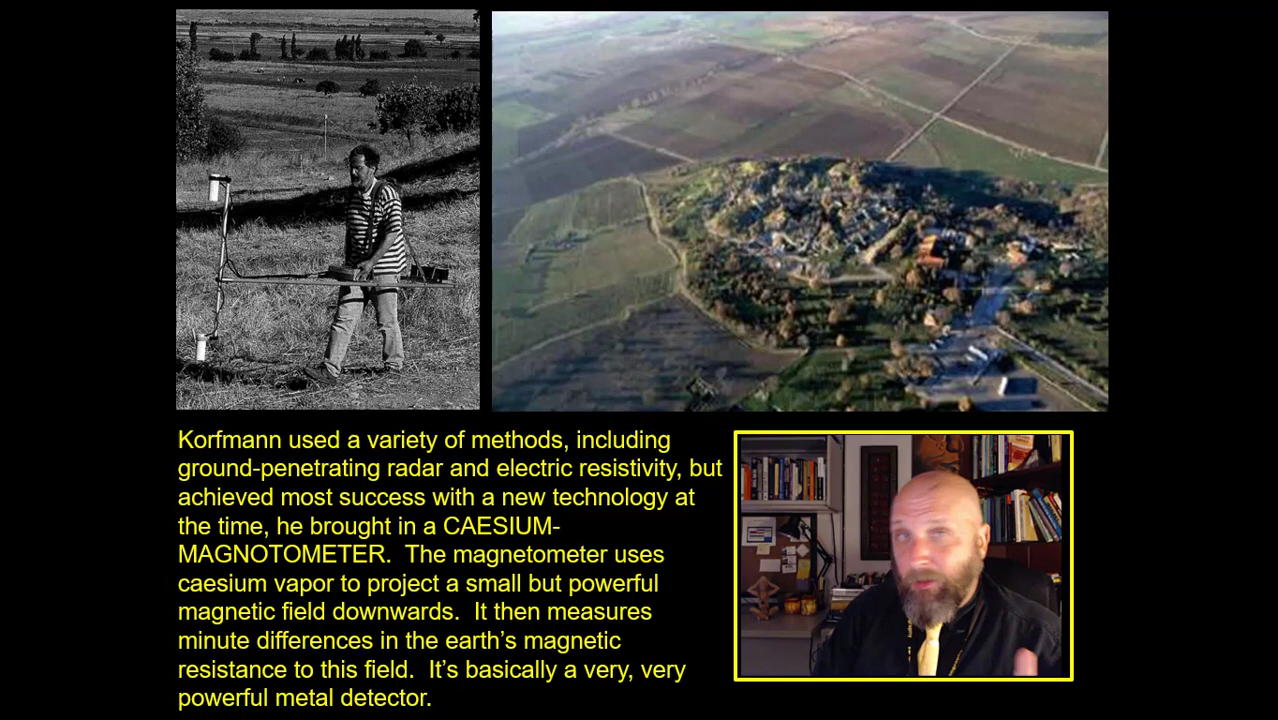 Korfmann used a variety of methods, including
ground-penetrating radar and electric resistivity, but
achieved most success with a new technology at
the time, he brought in a CAESIUM-
MAGNOTOMETER.  The magnetometer uses
caesium vapor to project a small but powerful
magnetic field downwards.  It then measures
minute differences in the earth's magnetic
resistance to this field.  It's basically a very, very
powerful metal detector.